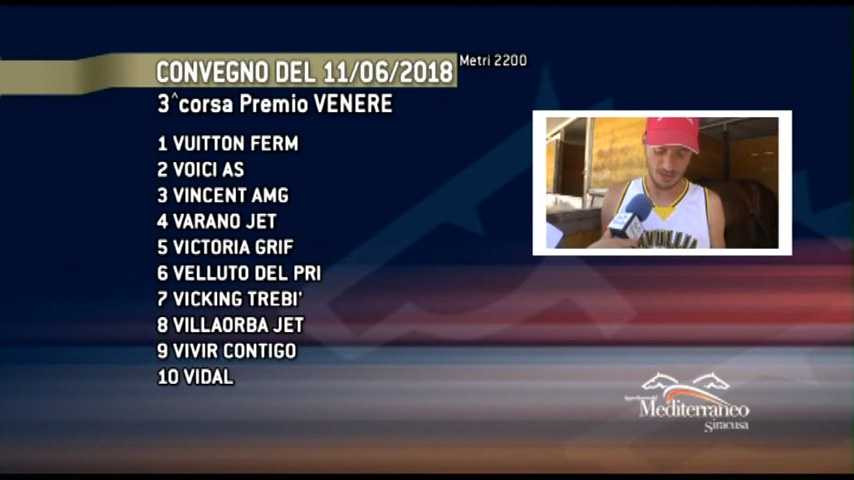 CONVEGNO DEL 11/06/2018
Metri 2200
3^corsa Premio VENERE
1 VUITTON FERM
2 VOICI AS
3 VINCENT AMG
4 VARANO JET
5 VICTORIA GRIF
6 VELLUTO DEL PRI
7 VICKING TREBI'
8 VILLAORBA JET
9 VIVIR CONTIGO
10 VIDAL
Mediterraneo
Siracusa